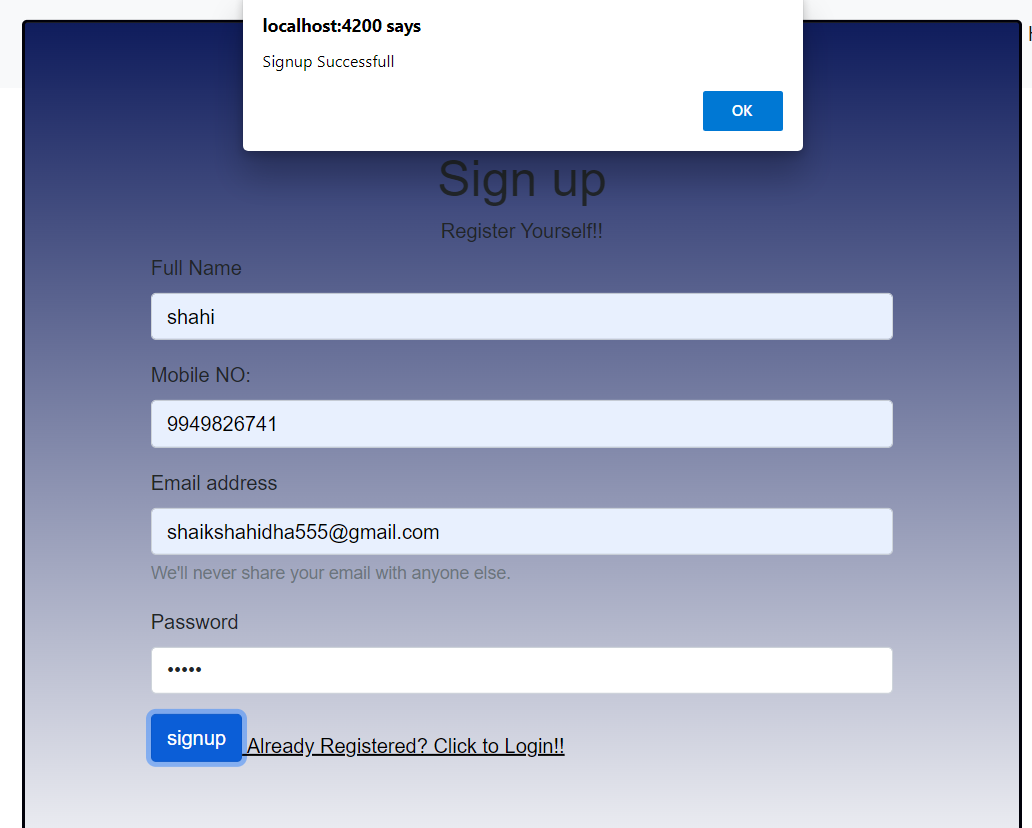 localhost:4200 says
Signup Successfull
OK
Sign up
Register Yourself!!
Full Name
shahi
Mobile NO:
9949826741
Email address
shaikshahidha555@gmail.com
We'll never share your email with anyone else.
Password
•••••
signup Already Registered? Click to Login!!